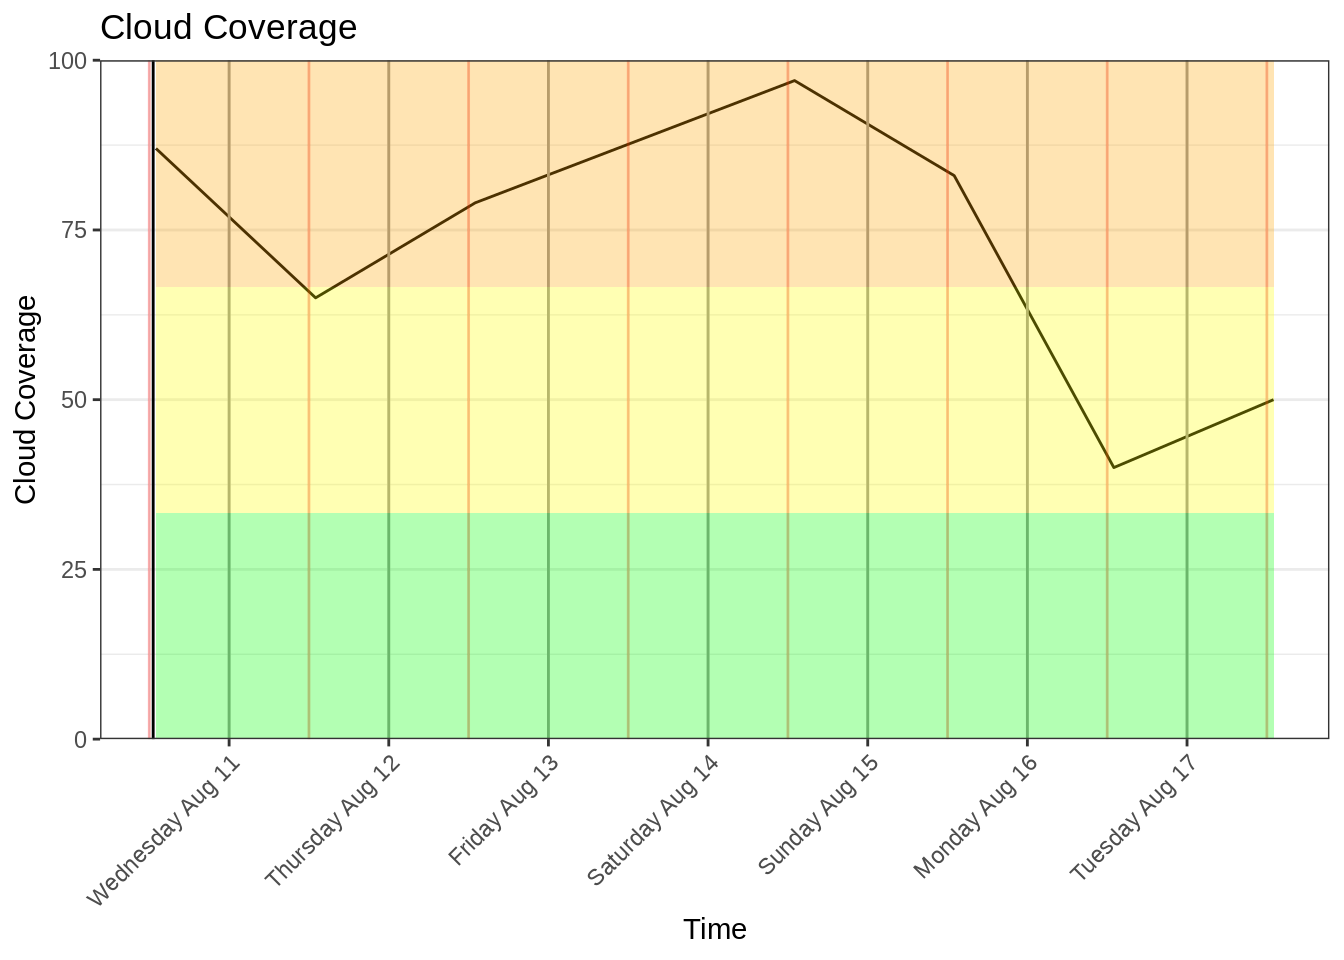 Cloud Coverage
100
75
50
25
0
Cloud Coverage
Wednesday Aug 11
Thursday Aug 12
Friday Aug 13
Saturday Aug 14
Sunday Aug 15
Monday Aug 16
Tuesday Aug 17
Time